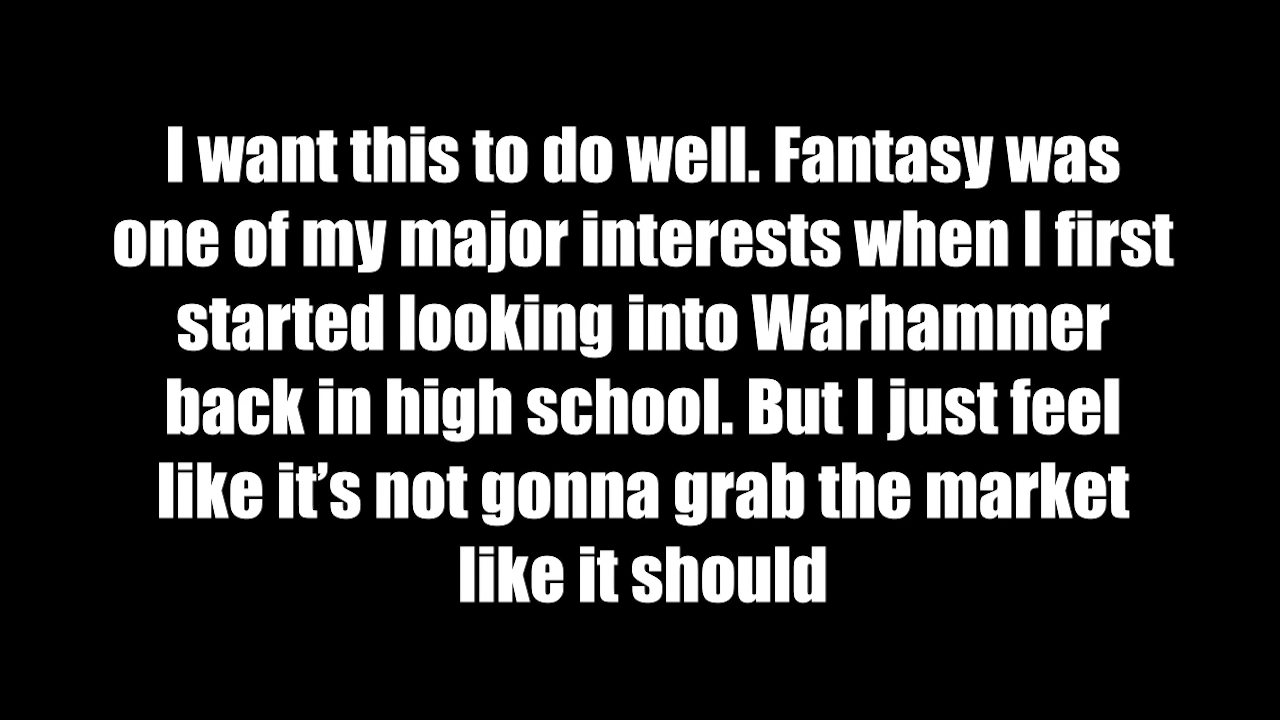 I want this to do well. Fantasy was
one of my major interests when I first
started looking into Warhammer
back in high school. But I just feel
like it’s not gonna grab the market
like it should